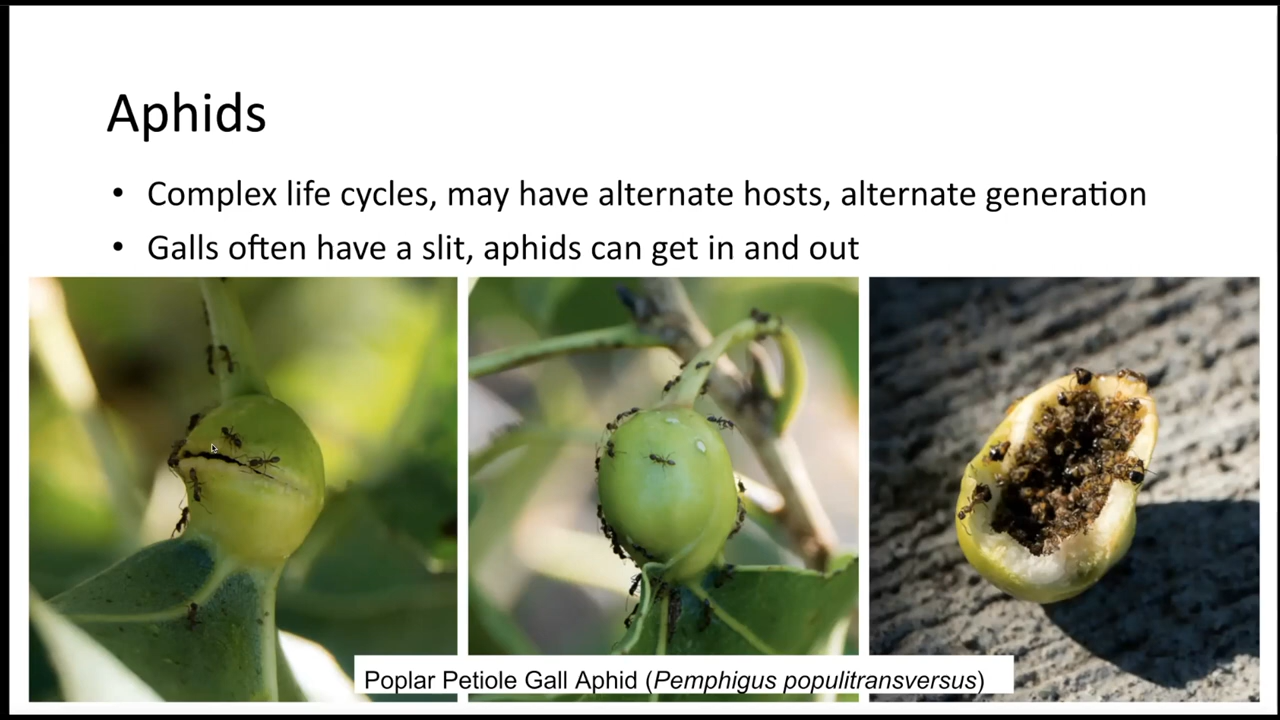 Aphids
• Complex life cycles, may have alternate hosts, alternate generation
• Galls often have a slit, aphids can get in and out
Poplar Petiole Gall Aphid (Pemphigus populitransversus)